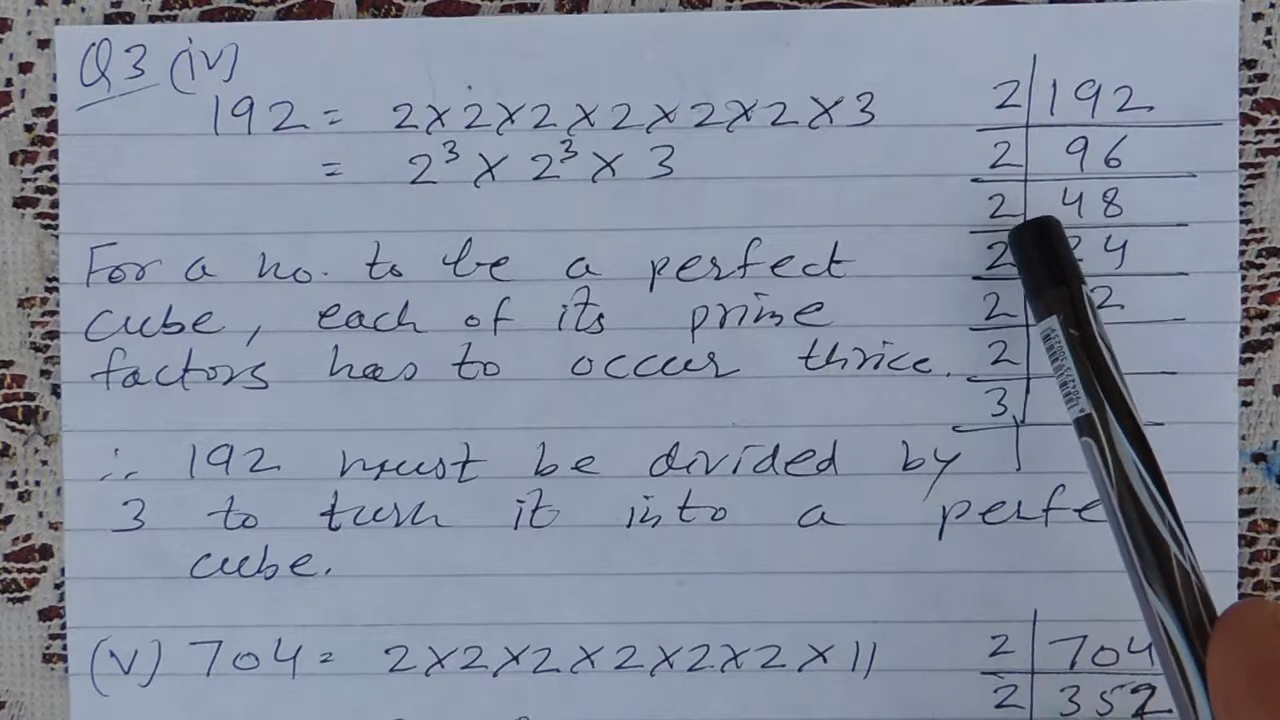 Q3 (iv)
192 = 2×2×2×2×2×2×3
= 2³ × 2³ × 3
For a no. to be a perfect
cube, each of its prime
factors has to occur thrice.
∴ 192 must be divided by
3 to turn it into a perfe
cube.
2 | 192
2 | 96
2 | 48
2 | 4
2 | 2
2 |
3 |
(V) 704 = 2×2×2×2×2×2×11
2 | 704
2 | 352